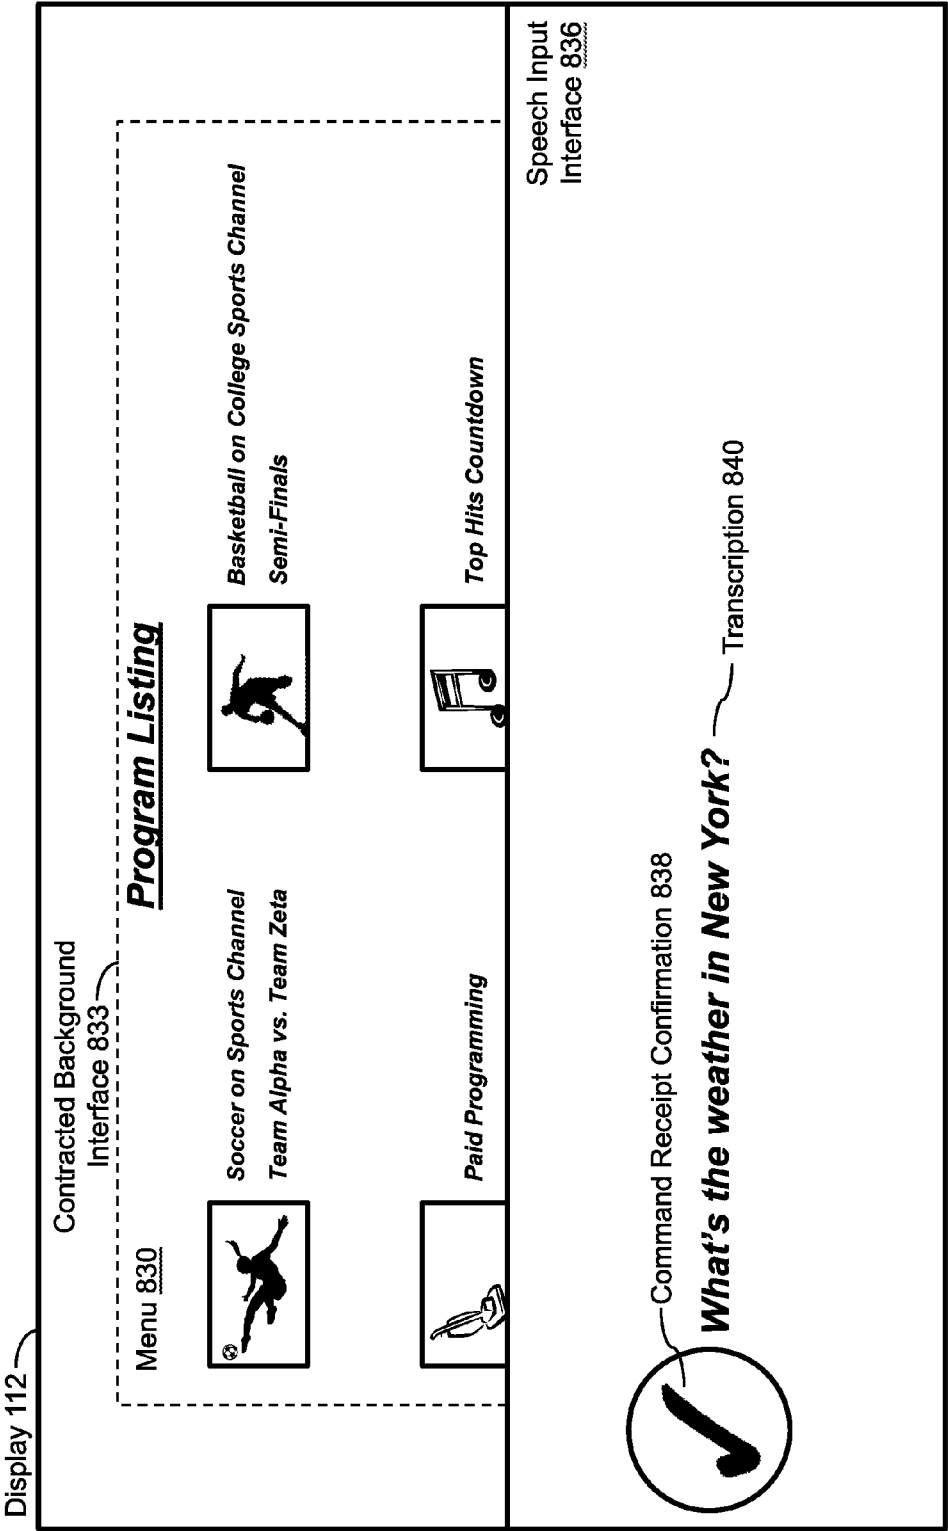 Display 112
Contracted Background
Interface 833
Menu 830
Program Listing
Soccer on Sports Channel
Team Alpha vs. Team Zeta
Basketball on College Sports Channel
Semi-Finals
Paid Programming
Top Hits Countdown
Speech Input
Interface 836
Command Receipt Confirmation 838
What's the weather in New York?
Transcription 840